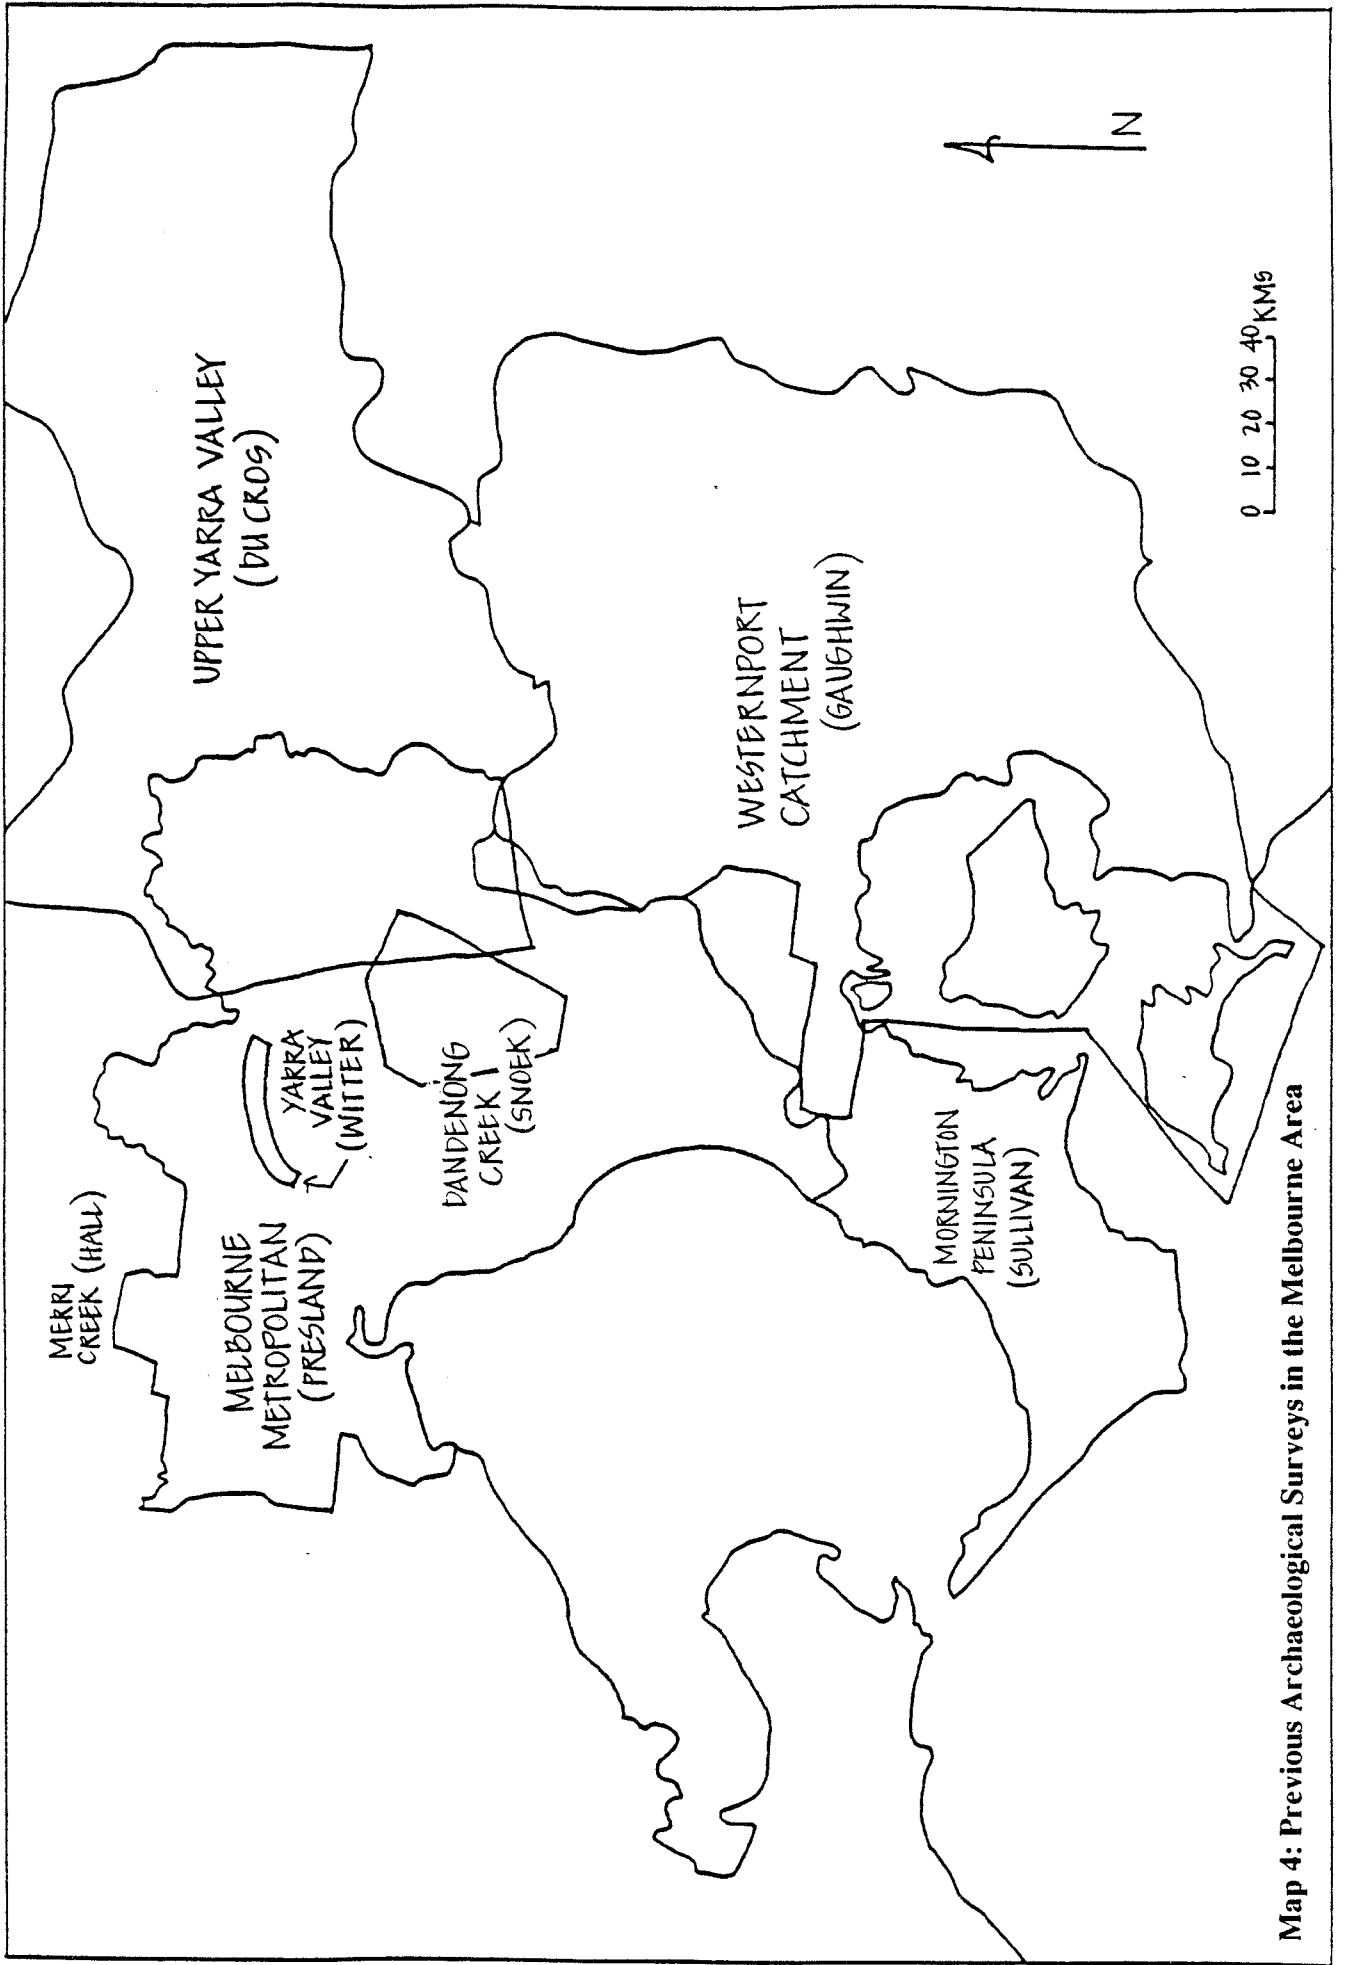 MERRI
CREEK (HALL)
UPPER YARRA VALLEY
(DU CROS)
YARRA
VALLEY
(WITTER)
MELBOURNE
METROPOLITAN
(PRESLAND)
DANDENONG
CREEK
(SNOEK)
WESTERNPORT
CATCHMENT
(GAUGHWIN)
MORNINGTON
PENINSULA
(SULLIVAN)
N
0 10 20 30 40 KMS
Map 4: Previous Archaeological Surveys in the Melbourne Area